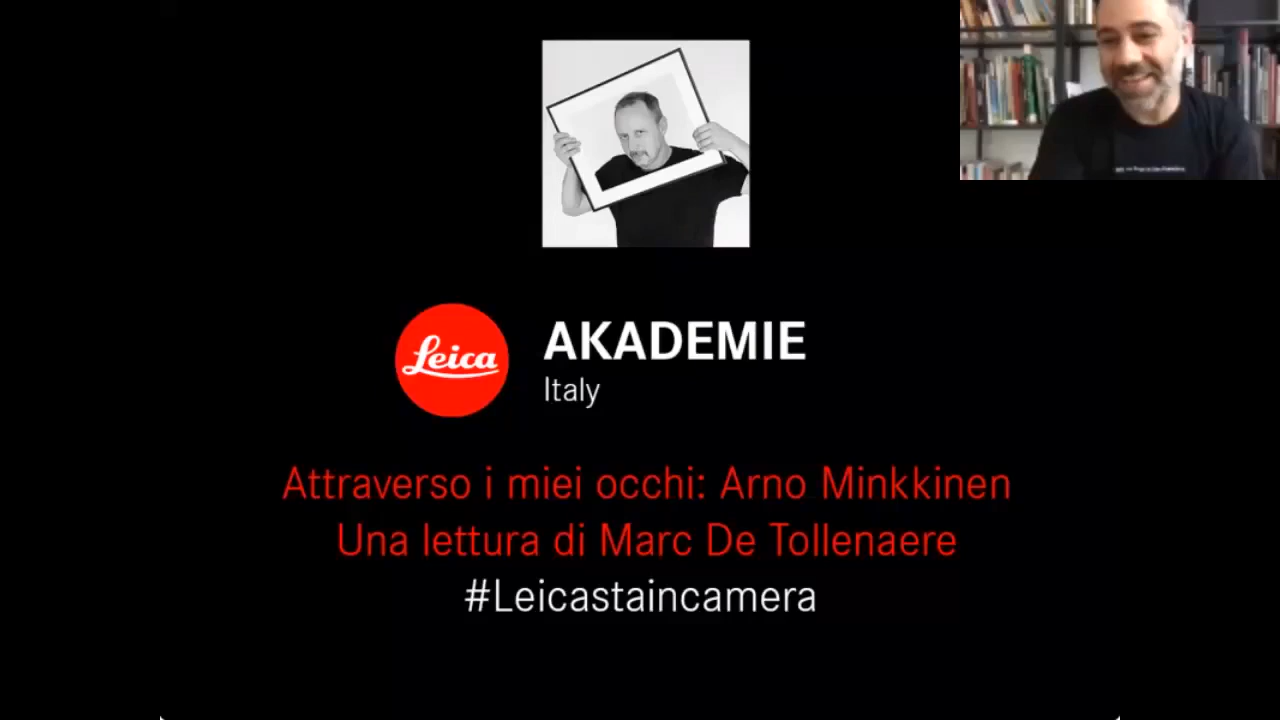 Leica
AKADEMIE
Italy
Attraverso i miei occhi: Arno Minkkinen
Una lettura di Marc De Tollenaere
#Leicastaincamera